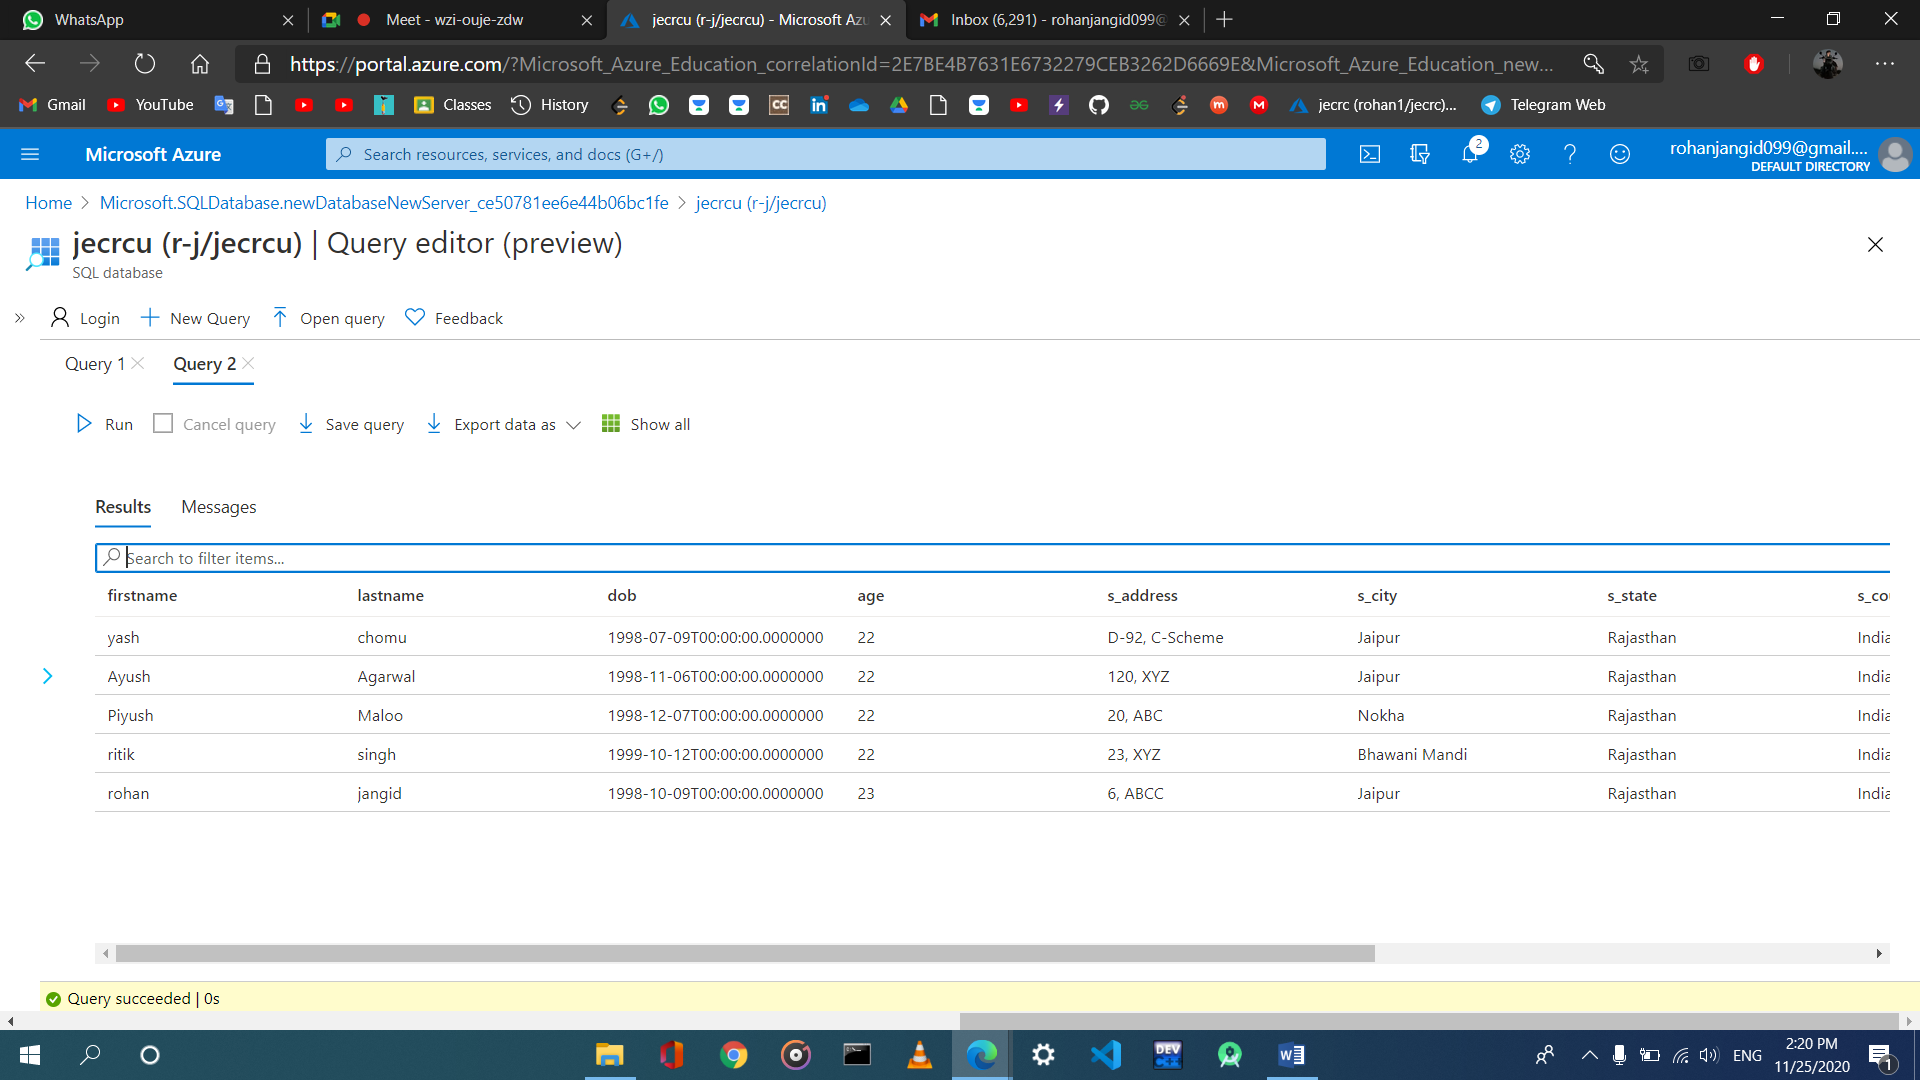 WhatsApp
Meet - wzi-ouje-zdw
jecrcu (r-j/jecrcu) - Microsoft Azu
Inbox (6,291) - rohanjangid099@
https://portal.azure.com/?Microsoft_Azure_Education_correlationId=2E7BE4B7631E6732279CEB3262D6669E&Microsoft_Azure_Education_new...
Gmail YouTube Classes CC History jecrc (rohan1/jecrc)... Telegram Web
Microsoft Azure
Search resources, services, and docs (G+/)
2
rohanjangid099@gmail....
DEFAULT DIRECTORY
Home > Microsoft.SQLDatabase.newDatabaseNewServer_ce50781ee6e44b06bc1fe > jecrcu (r-j/jecrcu)
jecrcu (r-j/jecrcu) | Query editor (preview)
SQL database
Login New Query Open query Feedback
Query 1 Query 2
Run Cancel query Save query Export data as Show all
Results Messages
Search to filter items...
firstname lastname dob age s_address s_city s_state s_co
yash chomu 1998-07-09T00:00:00.0000000 22 D-92, C-Scheme Jaipur Rajasthan India
Ayush Agarwal 1998-11-06T00:00:00.0000000 22 120, XYZ Jaipur Rajasthan India
Piyush Maloo 1998-12-07T00:00:00.0000000 22 20, ABC Nokha Rajasthan India
ritik singh 1999-10-12T00:00:00.0000000 22 23, XYZ Bhawani Mandi Rajasthan India
rohan jangid 1998-10-09T00:00:00.0000000 23 6, ABCC Jaipur Rajasthan India
Query succeeded | 0s
DEV C++
ENG
2:20 PM
11/25/2020
1